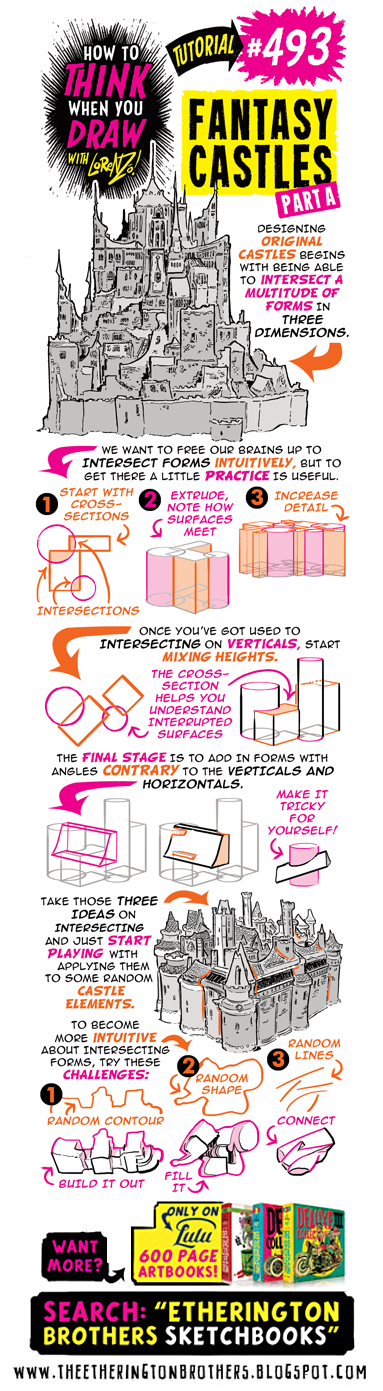 HOW TO
THINK
WHEN YOU
DRAW
WITH LORENZO!
TUTORIAL
#493
FANTASY
CASTLES
PART A
DESIGNING
ORIGINAL
CASTLES BEGINS
WITH BEING ABLE
TO INTERSECT A
MULTITUDE OF
FORMS IN
THREE
DIMENSIONS.
WE WANT TO FREE OUR BRAINS UP TO
INTERSECT FORMS INTUITIVELY, BUT TO
GET THERE A LITTLE PRACTICE IS USEFUL.
1
START WITH
CROSS-
SECTIONS
INTERSECTIONS
2
EXTRUDE,
NOTE HOW
SURFACES
MEET
3
INCREASE
DETAIL
ONCE YOU'VE GOT USED TO
INTERSECTING ON VERTICALS, START
MIXING HEIGHTS.
THE CROSS-
SECTION
HELPS YOU
UNDERSTAND
INTERRUPTED
SURFACES
THE FINAL STAGE IS TO ADD IN FORMS WITH
ANGLES CONTRARY TO THE VERTICALS AND
HORIZONTALS.
MAKE IT
TRICKY
FOR
YOURSELF!
TAKE THOSE THREE
IDEAS ON
INTERSECTING
AND JUST START
PLAYING WITH
APPLYING THEM
TO SOME RANDOM
CASTLE
ELEMENTS.
TO BECOME
MORE INTUITIVE
ABOUT INTERSECTING
FORMS, TRY THESE
CHALLENGES:
1
RANDOM CONTOUR
BUILD IT OUT
2
RANDOM
SHAPE
FILL
IT
3
RANDOM
LINES
CONNECT
WANT
MORE?
ONLY ON
Lulu
600 PAGE
ARTBOOKS!
SEARCH: "ETHERINGTON
BROTHERS SKETCHBOOKS"
WWW.THEETHERINGTONBROTHERS.BLOGSPOT.COM